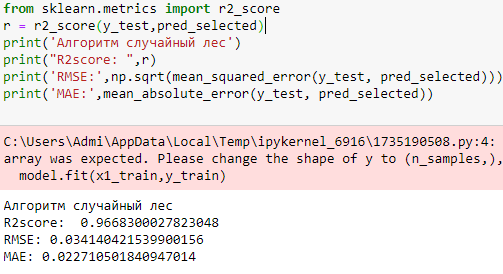 from sklearn.metrics import r2_score
r = r2_score(y_test,pred_selected)
print('Алгоритм случайный лес')
print("R2score: ",r)
print('RMSE:',np.sqrt(mean_squared_error(y_test, pred_selected)))
print('MAE:',mean_absolute_error(y_test, pred_selected))
C:\Users\Admi\AppData\Local\Temp\ipykernel_6916\1735190508.py:4:
array was expected. Please change the shape of y to (n_samples,),
model.fit(x1_train,y_train)
Алгоритм случайный лес
R2score:  0.9668300027823048
RMSE: 0.034140421539900156
MAE: 0.022710501840947014